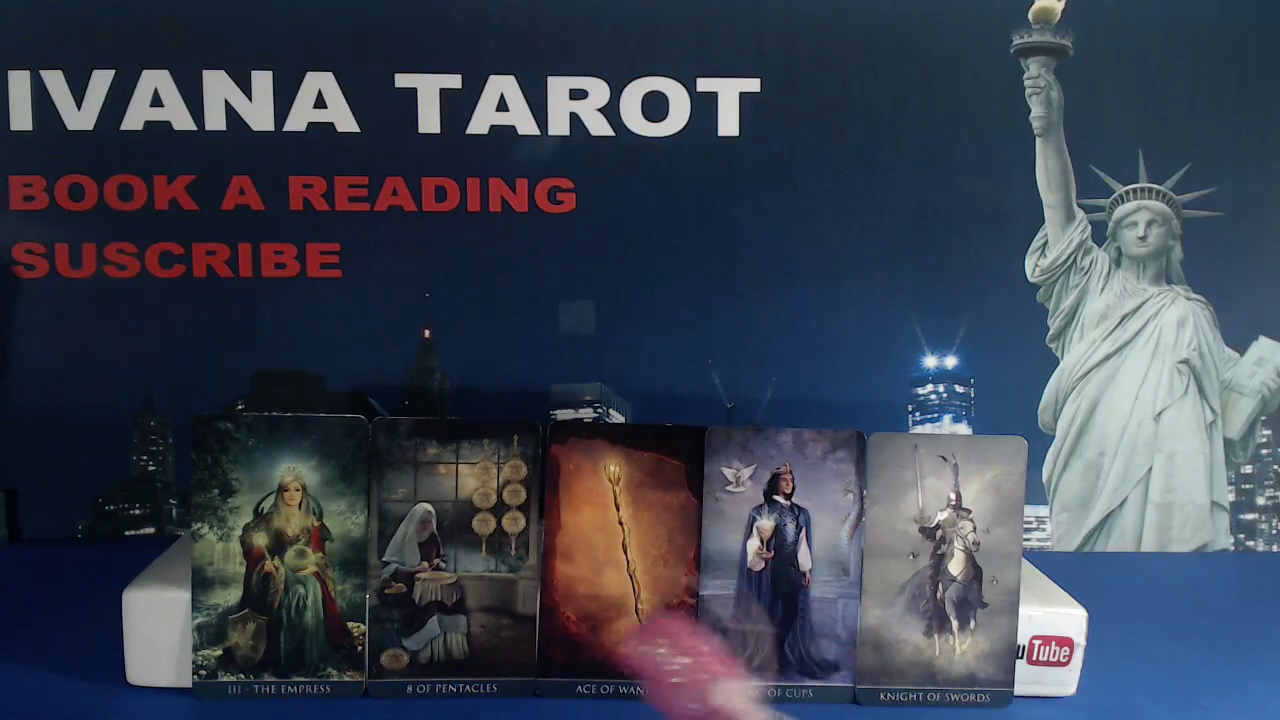 IVANA TAROT
BOOK A READING
SUSCRIBE
III - THE EMPRESS
8 OF PENTACLES
ACE OF
OF CUPS
KNIGHT OF SWORDS
Tube